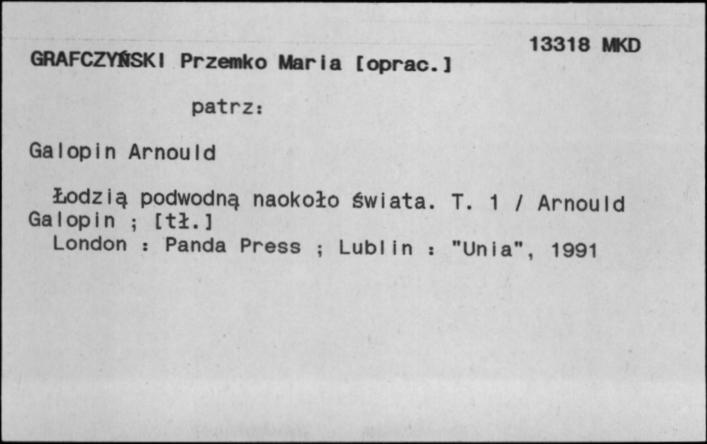 13318 MKD
GRAFCZYŃSKI Przemko Maria [oprac.]
patrz:
Galopin Arnould
Łodzią podwodną naokoło świata. T. 1 / Arnould
Galopin ; [tł.]
London : Panda Press ; Lublin : "Unia", 1991